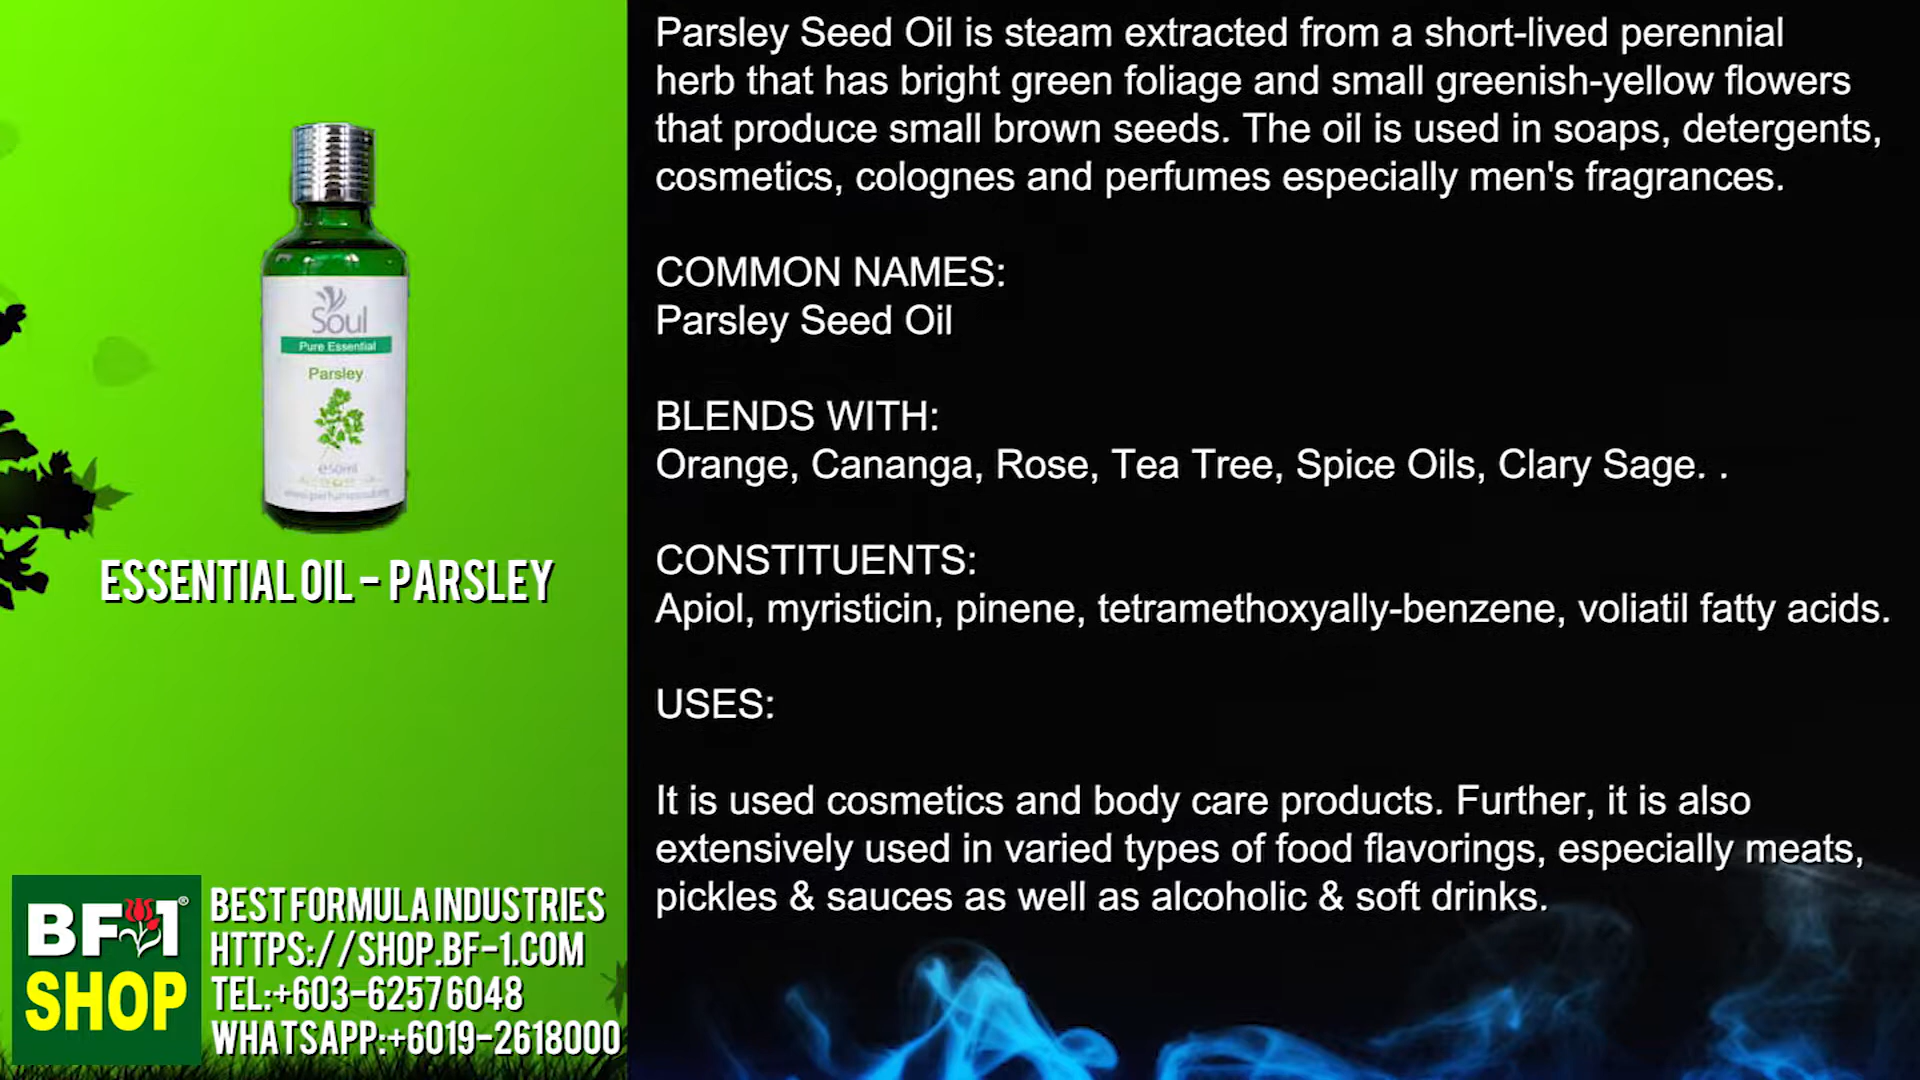 Soul
Pure Essential
Parsley
e50ml
ESSENTIAL OIL - PARSLEY
BF1®
SHOP
BEST FORMULA INDUSTRIES
HTTPS://SHOP.BF-1.COM
TEL:+603-62576048
WHATSAPP:+6019-2618000
Parsley Seed Oil is steam extracted from a short-lived perennial
herb that has bright green foliage and small greenish-yellow flowers
that produce small brown seeds. The oil is used in soaps, detergents,
cosmetics, colognes and perfumes especially men's fragrances.
COMMON NAMES:
Parsley Seed Oil
BLENDS WITH:
Orange, Cananga, Rose, Tea Tree, Spice Oils, Clary Sage. .
CONSTITUENTS:
Apiol, myristicin, pinene, tetramethoxyally-benzene, voliatil fatty acids.
USES:
It is used cosmetics and body care products. Further, it is also
extensively used in varied types of food flavorings, especially meats,
pickles & sauces as well as alcoholic & soft drinks.